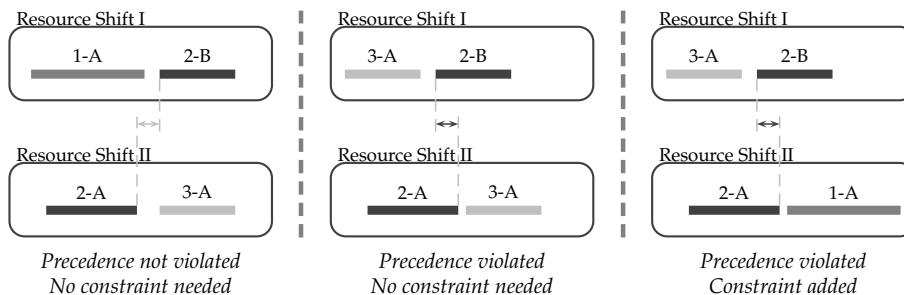 Resource Shift I
1-A
2-B
Resource Shift II
2-A
3-A
Precedence not violated
No constraint needed
Resource Shift I
3-A
2-B
Resource Shift II
2-A
3-A
Precedence violated
No constraint needed
Resource Shift I
3-A
2-B
Resource Shift II
2-A
1-A
Precedence violated
Constraint added